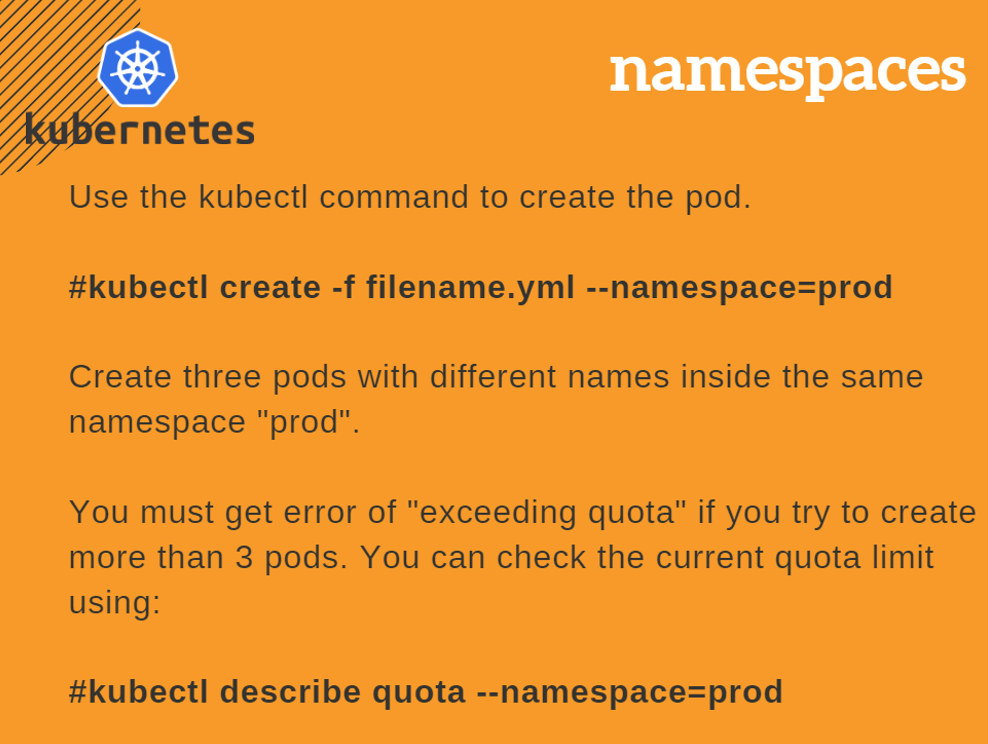 namespaces
kubernetes
Use the kubectl command to create the pod.
#kubectl create -f filename.yml --namespace=prod
Create three pods with different names inside the same
namespace "prod".
You must get error of "exceeding quota" if you try to create
more than 3 pods. You can check the current quota limit
using:
#kubectl describe quota --namespace=prod